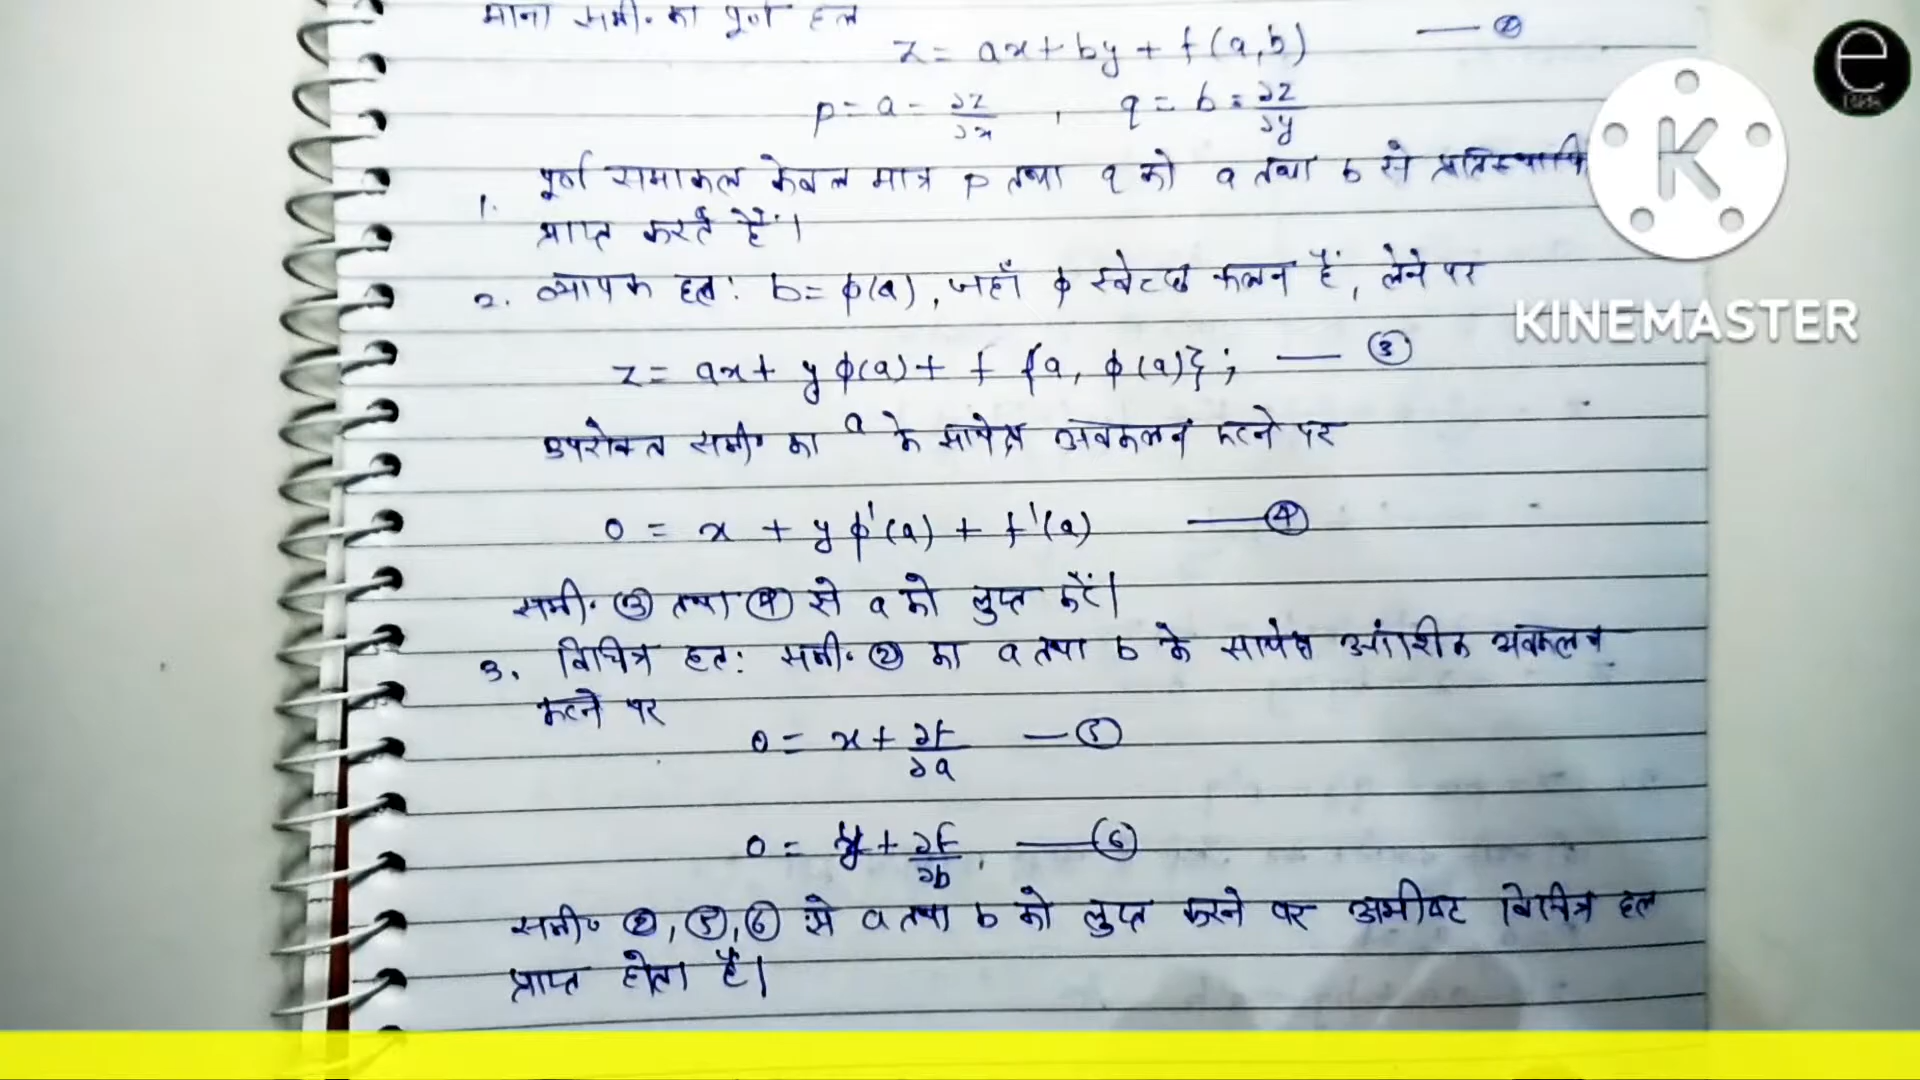 माना समी. का पूर्ण हल
z = ax + by + f(a,b) — ②
p = a = ∂z/∂x , q = b = ∂z/∂y
1. पूर्ण समाकल केवल मात्र p तथा q को a तथा b से
प्राप्त करते हैं।
2. व्यापक हल: b = φ(a), जहाँ φ स्वेच्छ फलन है, लेने पर
z = ax + y φ(a) + f {a, φ(a)}; — ③
उपरोक्त समी० का a के सापेक्ष अवकलन करने पर
0 = x + y φ'(a) + f'(a) — ④
समी. ③ तथा ④ से a को लुप्त करें।
3. विचित्र हल: समी. ② का a तथा b के सापेक्ष आंशिक अवकलन
करने पर
0 = x + ∂f/∂a — ⑤
0 = y + ∂f/∂b. — ⑥
समी० ②, ⑤, ⑥ से a तथा b को लुप्त करने पर अभीष्ट विचित्र हल
प्राप्त होता है।
K
KINEMASTER
e